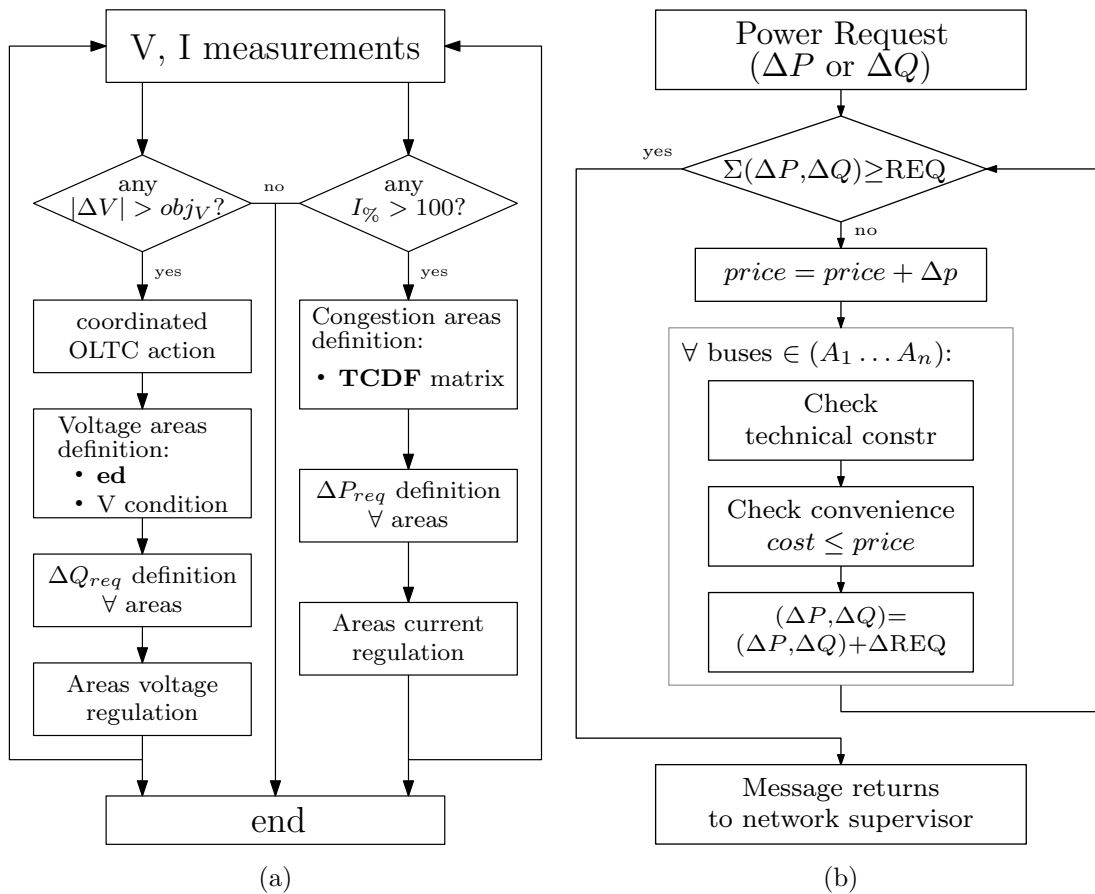 V, I measurements
any
|ΔV| > obj_V?
no
any
I_% > 100?
yes
yes
coordinated
OLTC action
Congestion areas
definition:
• TCDF matrix
Voltage areas
definition:
• ed
• V condition
ΔP_req definition
∀ areas
ΔQ_req definition
∀ areas
Areas current
regulation
Areas voltage
regulation
end
(a)
Power Request
(ΔP or ΔQ)
yes
Σ(ΔP,ΔQ)≥REQ
no
price = price + Δp
∀ buses ∈ (A_1 … A_n):
Check
technical constr
Check convenience
cost ≤ price
(ΔP,ΔQ)=
(ΔP,ΔQ)+ΔREQ
Message returns
to network supervisor
(b)